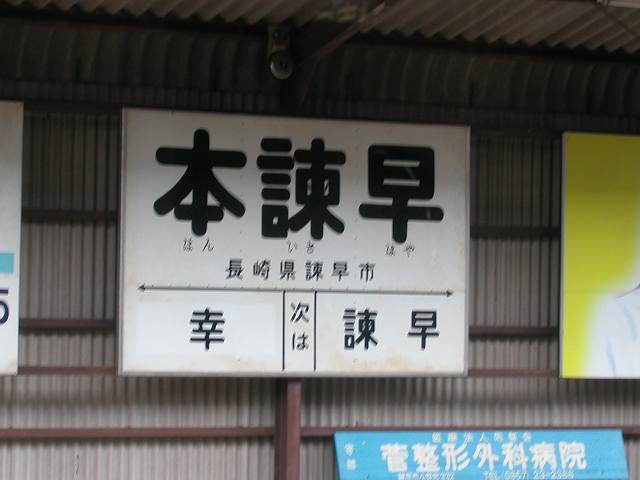 本諫早
ほん いさ はや
長崎県諫早市
幸
次は
諫早
5
菅整形外科病院